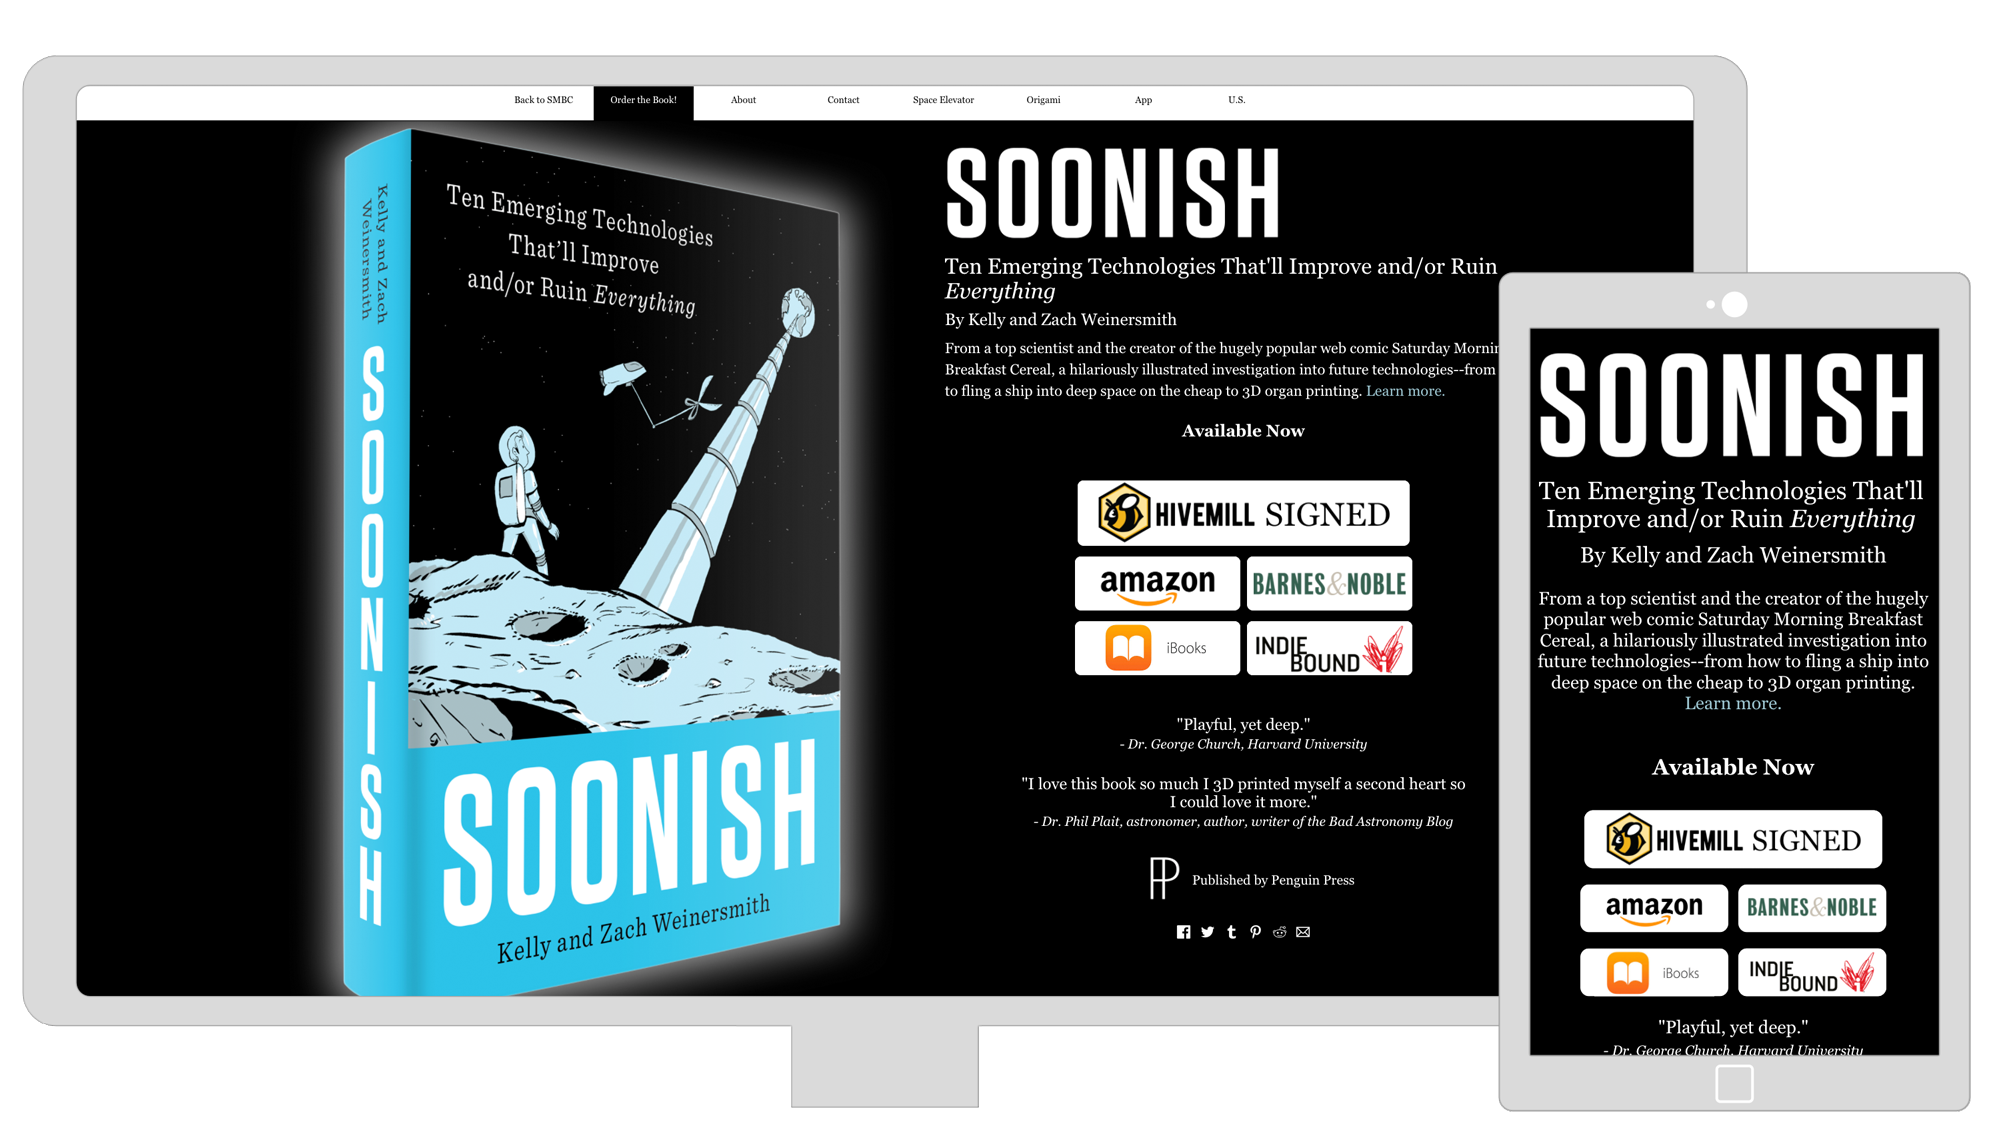 Back to SMBC
Order the Book!
About
Contact
Space Elevator
Origami
App
U.S.
Kelly and Zach
Weinersmith
SOONISH
Ten Emerging Technologies
That'll Improve
and/or Ruin Everything
SOONISH
Kelly and Zach Weinersmith
SOONISH
Ten Emerging Technologies That'll Improve and/or Ruin
Everything
By Kelly and Zach Weinersmith
From a top scientist and the creator of the hugely popular web comic Saturday
Breakfast Cereal, a hilariously illustrated investigation into future technologies--from
to fling a ship into deep space on the cheap to 3D organ printing. Learn more.
Available Now
HIVEMILL SIGNED
amazon
BARNES&NOBLE
iBooks
INDIE
BOUND
"Playful, yet deep."
- Dr. George Church, Harvard University
"I love this book so much I 3D printed myself a second heart so
I could love it more."
- Dr. Phil Plait, astronomer, author, writer of the Bad Astronomy Blog
Published by Penguin Press
SOONISH
Ten Emerging Technologies That'll
Improve and/or Ruin Everything
By Kelly and Zach Weinersmith
From a top scientist and the creator of the hugely
popular web comic Saturday Morning Breakfast
Cereal, a hilariously illustrated investigation into
future technologies--from how to fling a ship into
deep space on the cheap to 3D organ printing.
Learn more.
Available Now
HIVEMILL SIGNED
amazon
BARNES&NOBLE
iBooks
INDIE
BOUND
"Playful, yet deep."
- Dr. George Church, Harvard University